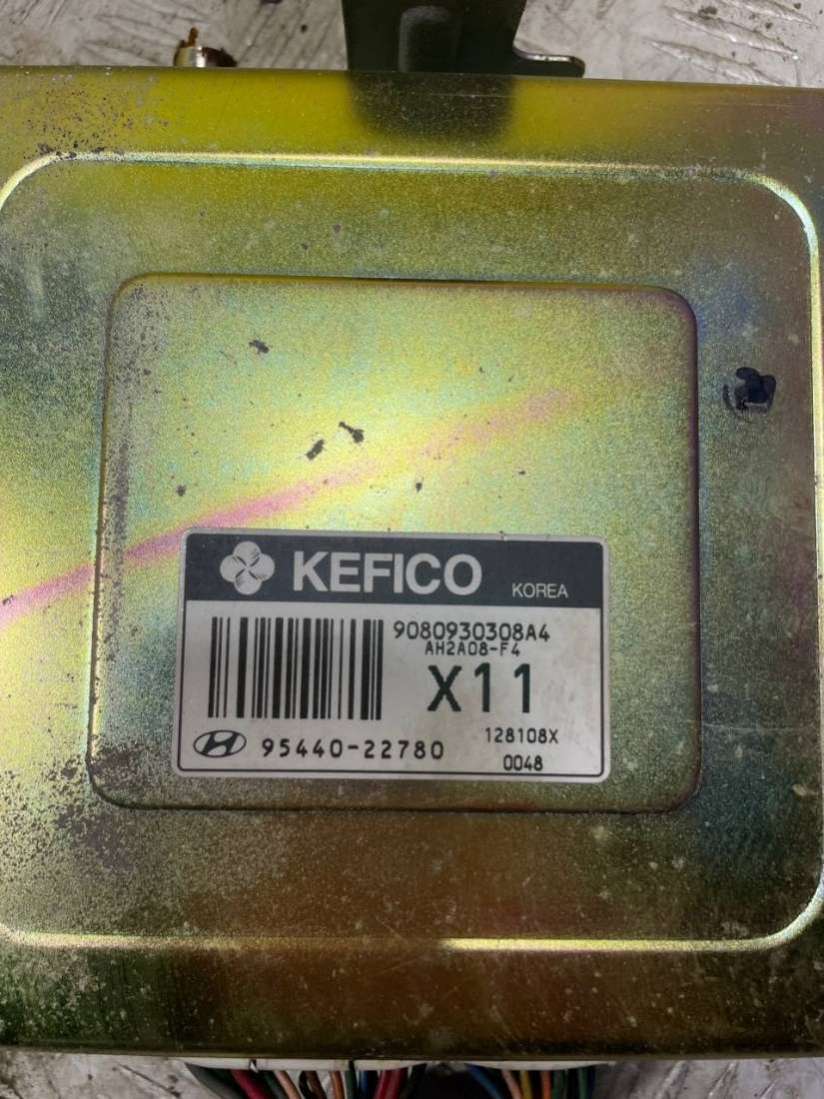 KEFICO KOREA
9080930308A4
AH2A08-F4
X11
128108X
95440-22780
0048